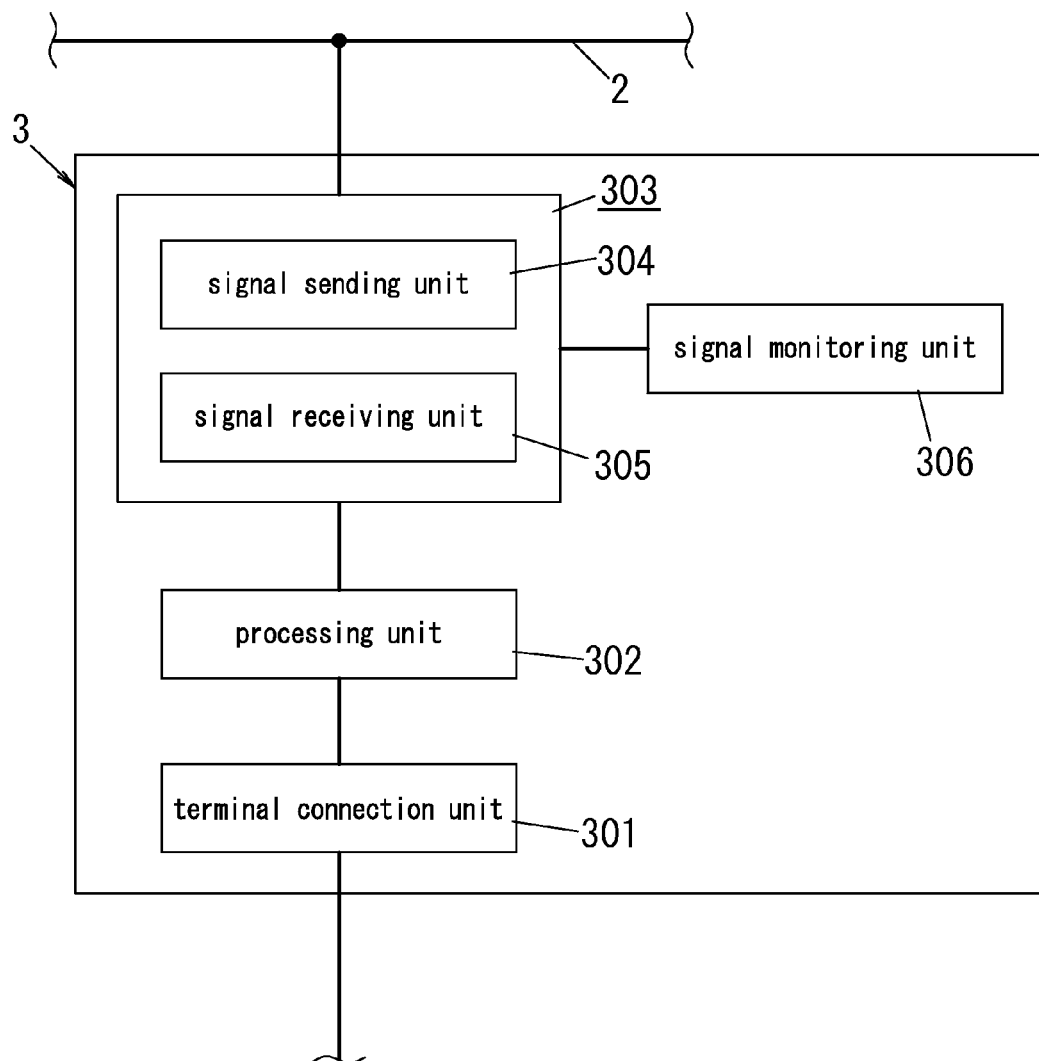 2
3
303
signal sending unit
304
signal monitoring unit
signal receiving unit
305
306
processing unit
302
terminal connection unit
301